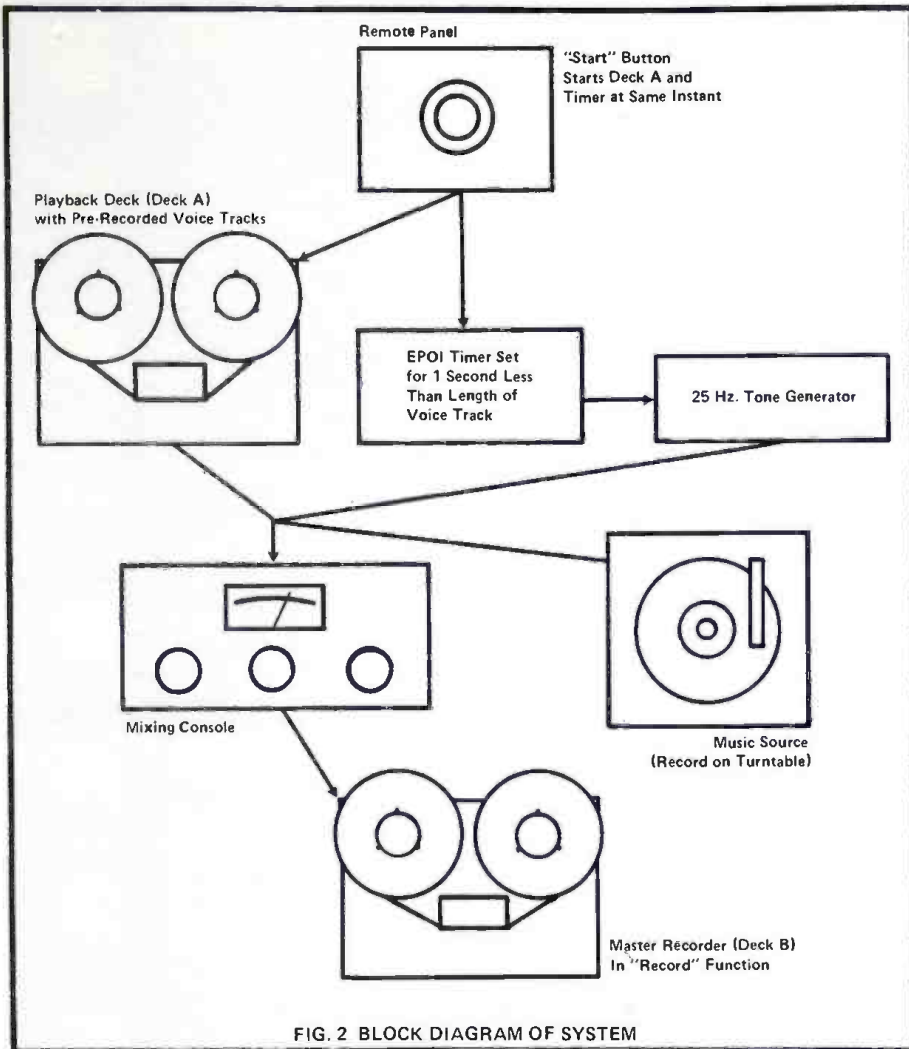 Remote Panel
"Start" Button
Starts Deck A and
Timer at Same Instant
Playback Deck (Deck A)
with Pre-Recorded Voice Tracks
EPOI Timer Set
for 1 Second Less
Than Length of
Voice Track
25 Hz. Tone Generator
Mixing Console
Music Source
(Record on Turntable)
Master Recorder (Deck B)
In "Record" Function
FIG. 2 BLOCK DIAGRAM OF SYSTEM